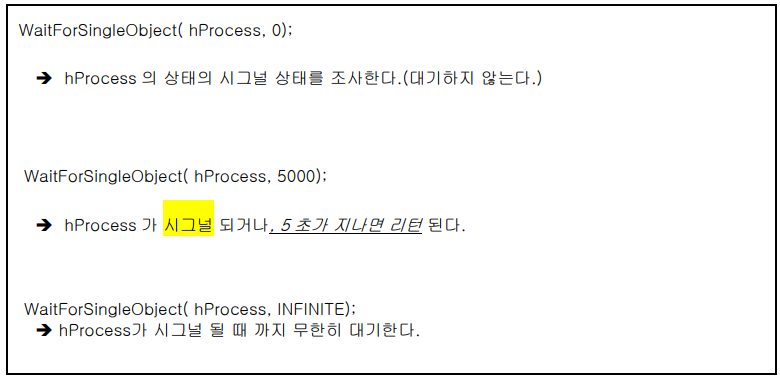 WaitForSingleObject( hProcess, 0);
➔ hProcess 의 상태의 시그널 상태를 조사한다.(대기하지 않는다.)
WaitForSingleObject( hProcess, 5000);
➔ hProcess 가 시그널 되거나, 5 초가 지나면 리턴 된다.
WaitForSingleObject( hProcess, INFINITE);
➔ hProcess가 시그널 될 때 까지 무한히 대기한다.